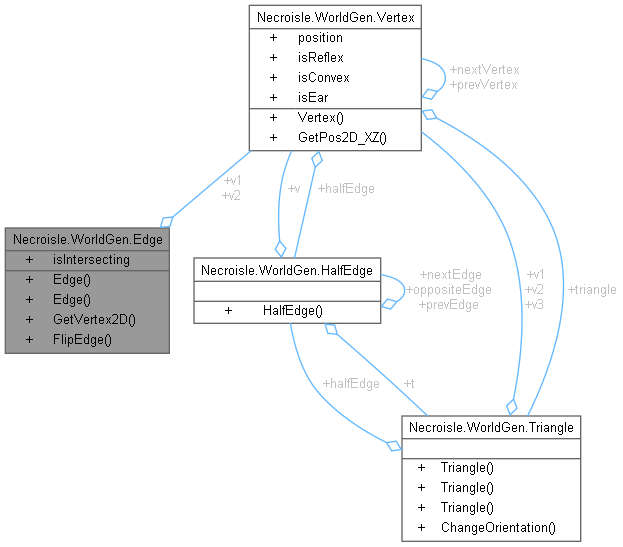 Necroisle.WorldGen.Vertex
+ position
+ isReflex
+ isConvex
+ isEar
+ Vertex()
+ GetPos2D_XZ()
+nextVertex
+prevVertex
+v1
+v2
+v
+halfEdge
Necroisle.WorldGen.Edge
+ isIntersecting
+ Edge()
+ Edge()
+ GetVertex2D()
+ FlipEdge()
Necroisle.WorldGen.HalfEdge
+ HalfEdge()
+nextEdge
+oppositeEdge
+prevEdge
+v1
+v2
+v3
+triangle
+halfEdge
+t
Necroisle.WorldGen.Triangle
+ Triangle()
+ Triangle()
+ Triangle()
+ ChangeOrientation()